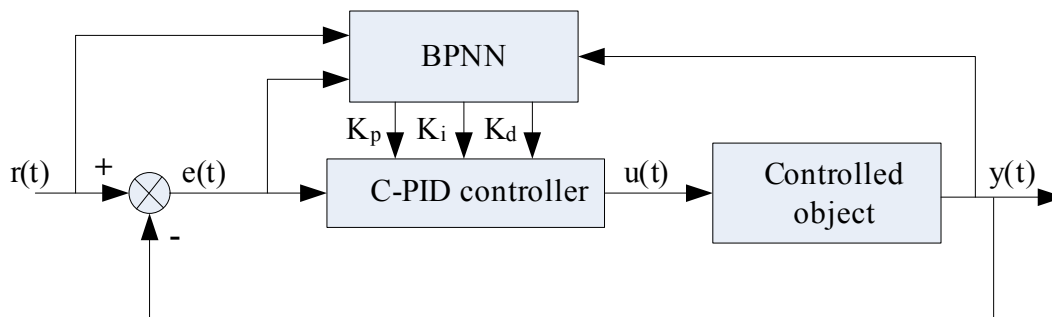 BPNN
Kp Ki Kd
r(t) + e(t) C-PID controller u(t) Controlled object y(t)
-